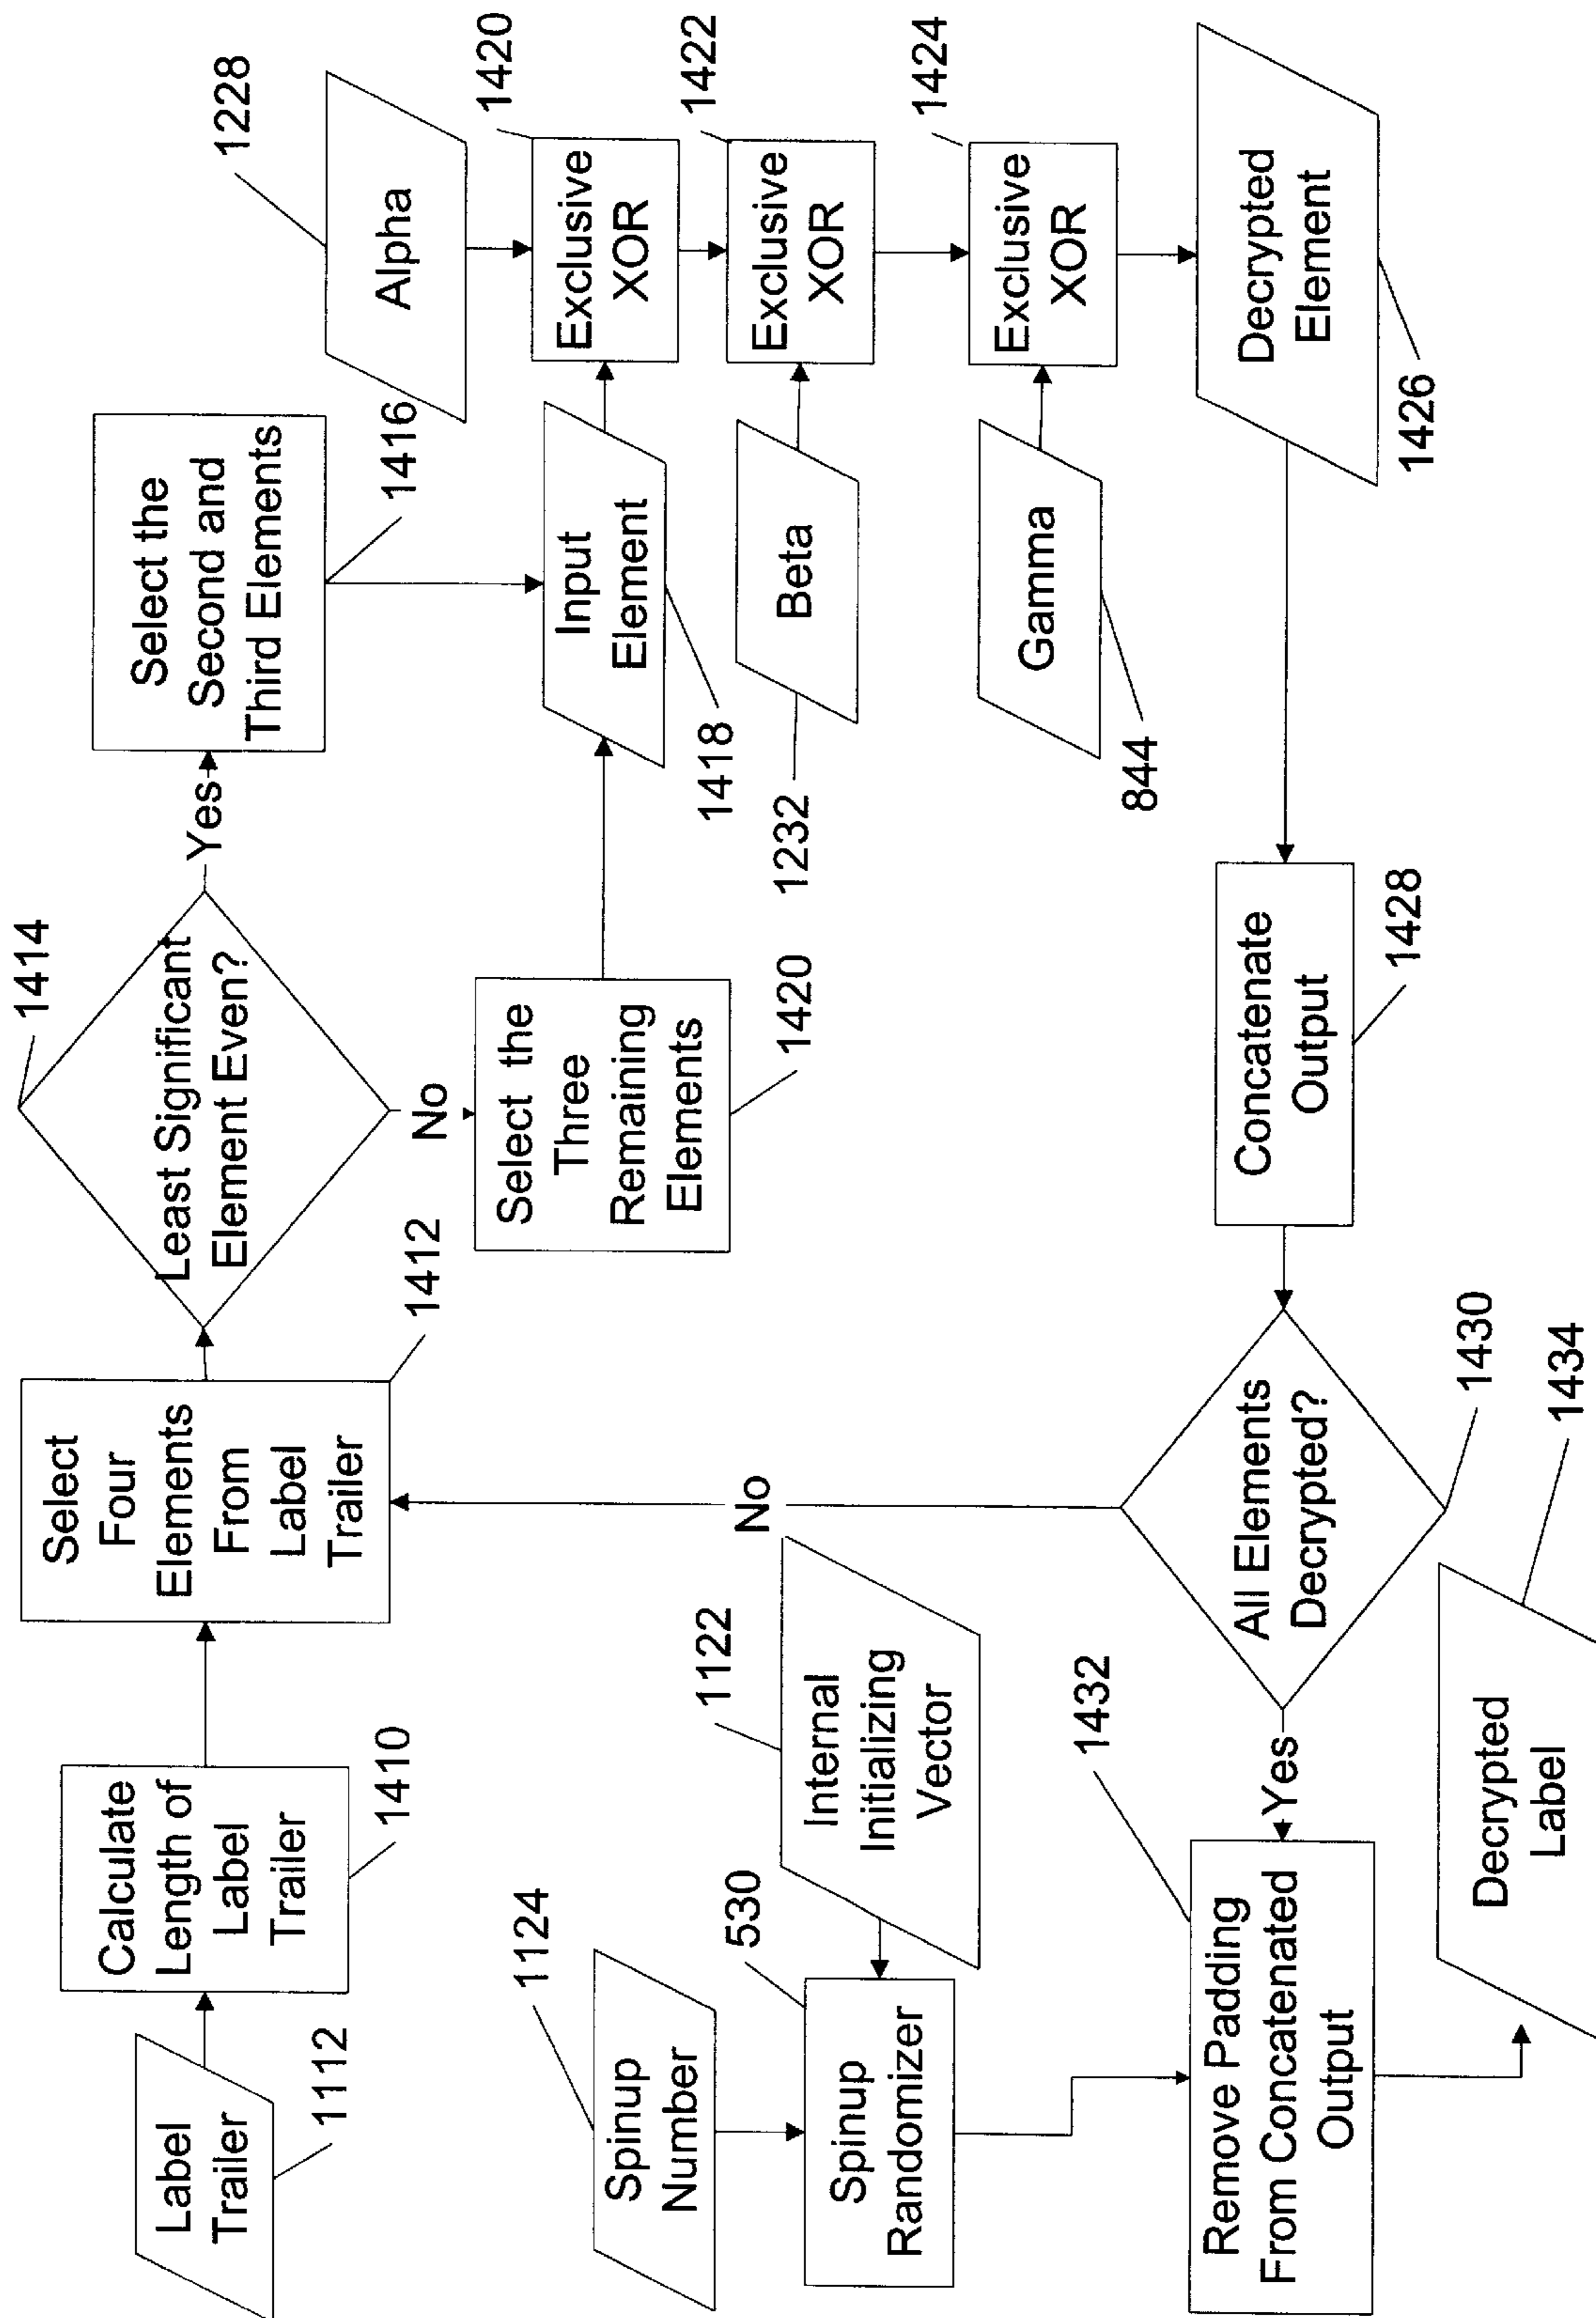 Label
Trailer
1112
Calculate
Length of
Label
Trailer
1410
Select
Four
Elements
From
Label
Trailer
1412
Least Significant
Element Even?
1414
Yes
Select the
Second and
Third Elements
1416
No
Select the
Three
Remaining
Elements
1420
Input
Element
1418
Alpha
1228
Exclusive
XOR
1420
Beta
1232
Exclusive
XOR
1422
Gamma
844
Exclusive
XOR
1424
Decrypted
Element
1426
Concatenate
Output
1428
All Elements
Decrypted?
1430
No
Yes
Spinup
Number
1124
Internal
Initializing
Vector
1122
Spinup
Randomizer
530
Remove Padding
From Concatenated
Output
1432
Decrypted
Label
1434